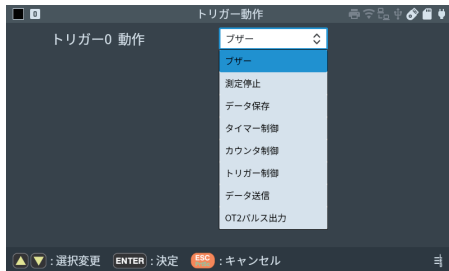 0 トリガー動作
トリガー0 動作 ブザー
ブザー
測定停止
データ保存
タイマー制御
カウンタ制御
トリガー制御
データ送信
OT2パルス出力
:選択変更 ENTER :決定 ESC :キャンセル